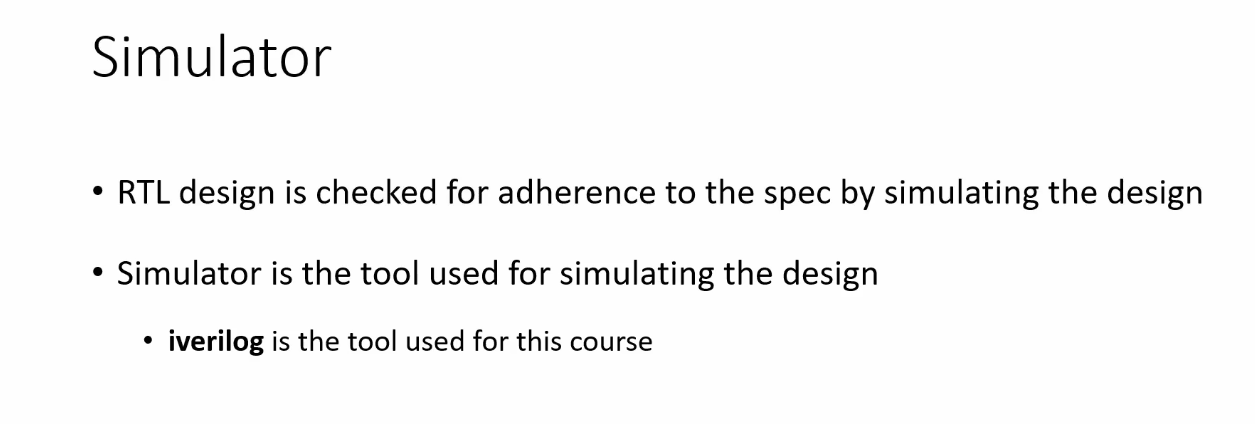 Simulator
• RTL design is checked for adherence to the spec by simulating the design
• Simulator is the tool used for simulating the design
• iverilog is the tool used for this course